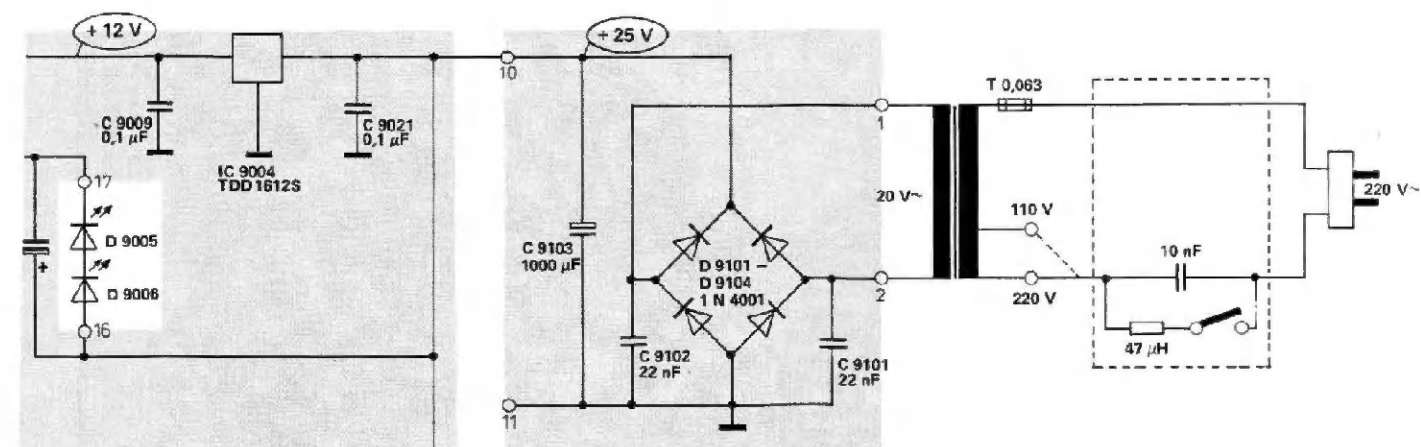 + 12 V
+ 25 V
10
C 9009
0,1 µF
C 9021
0,1 µF
IC 9004
TDD 1612S
17
D 9005
+
D 9006
16
C 9103
1000 µF
D 9101 –
D 9104
1 N 4001
C 9102
22 nF
C 9101
22 nF
11
1
2
20 V~
T 0,063
110 V
220 V
10 nF
47 µH
220 V~